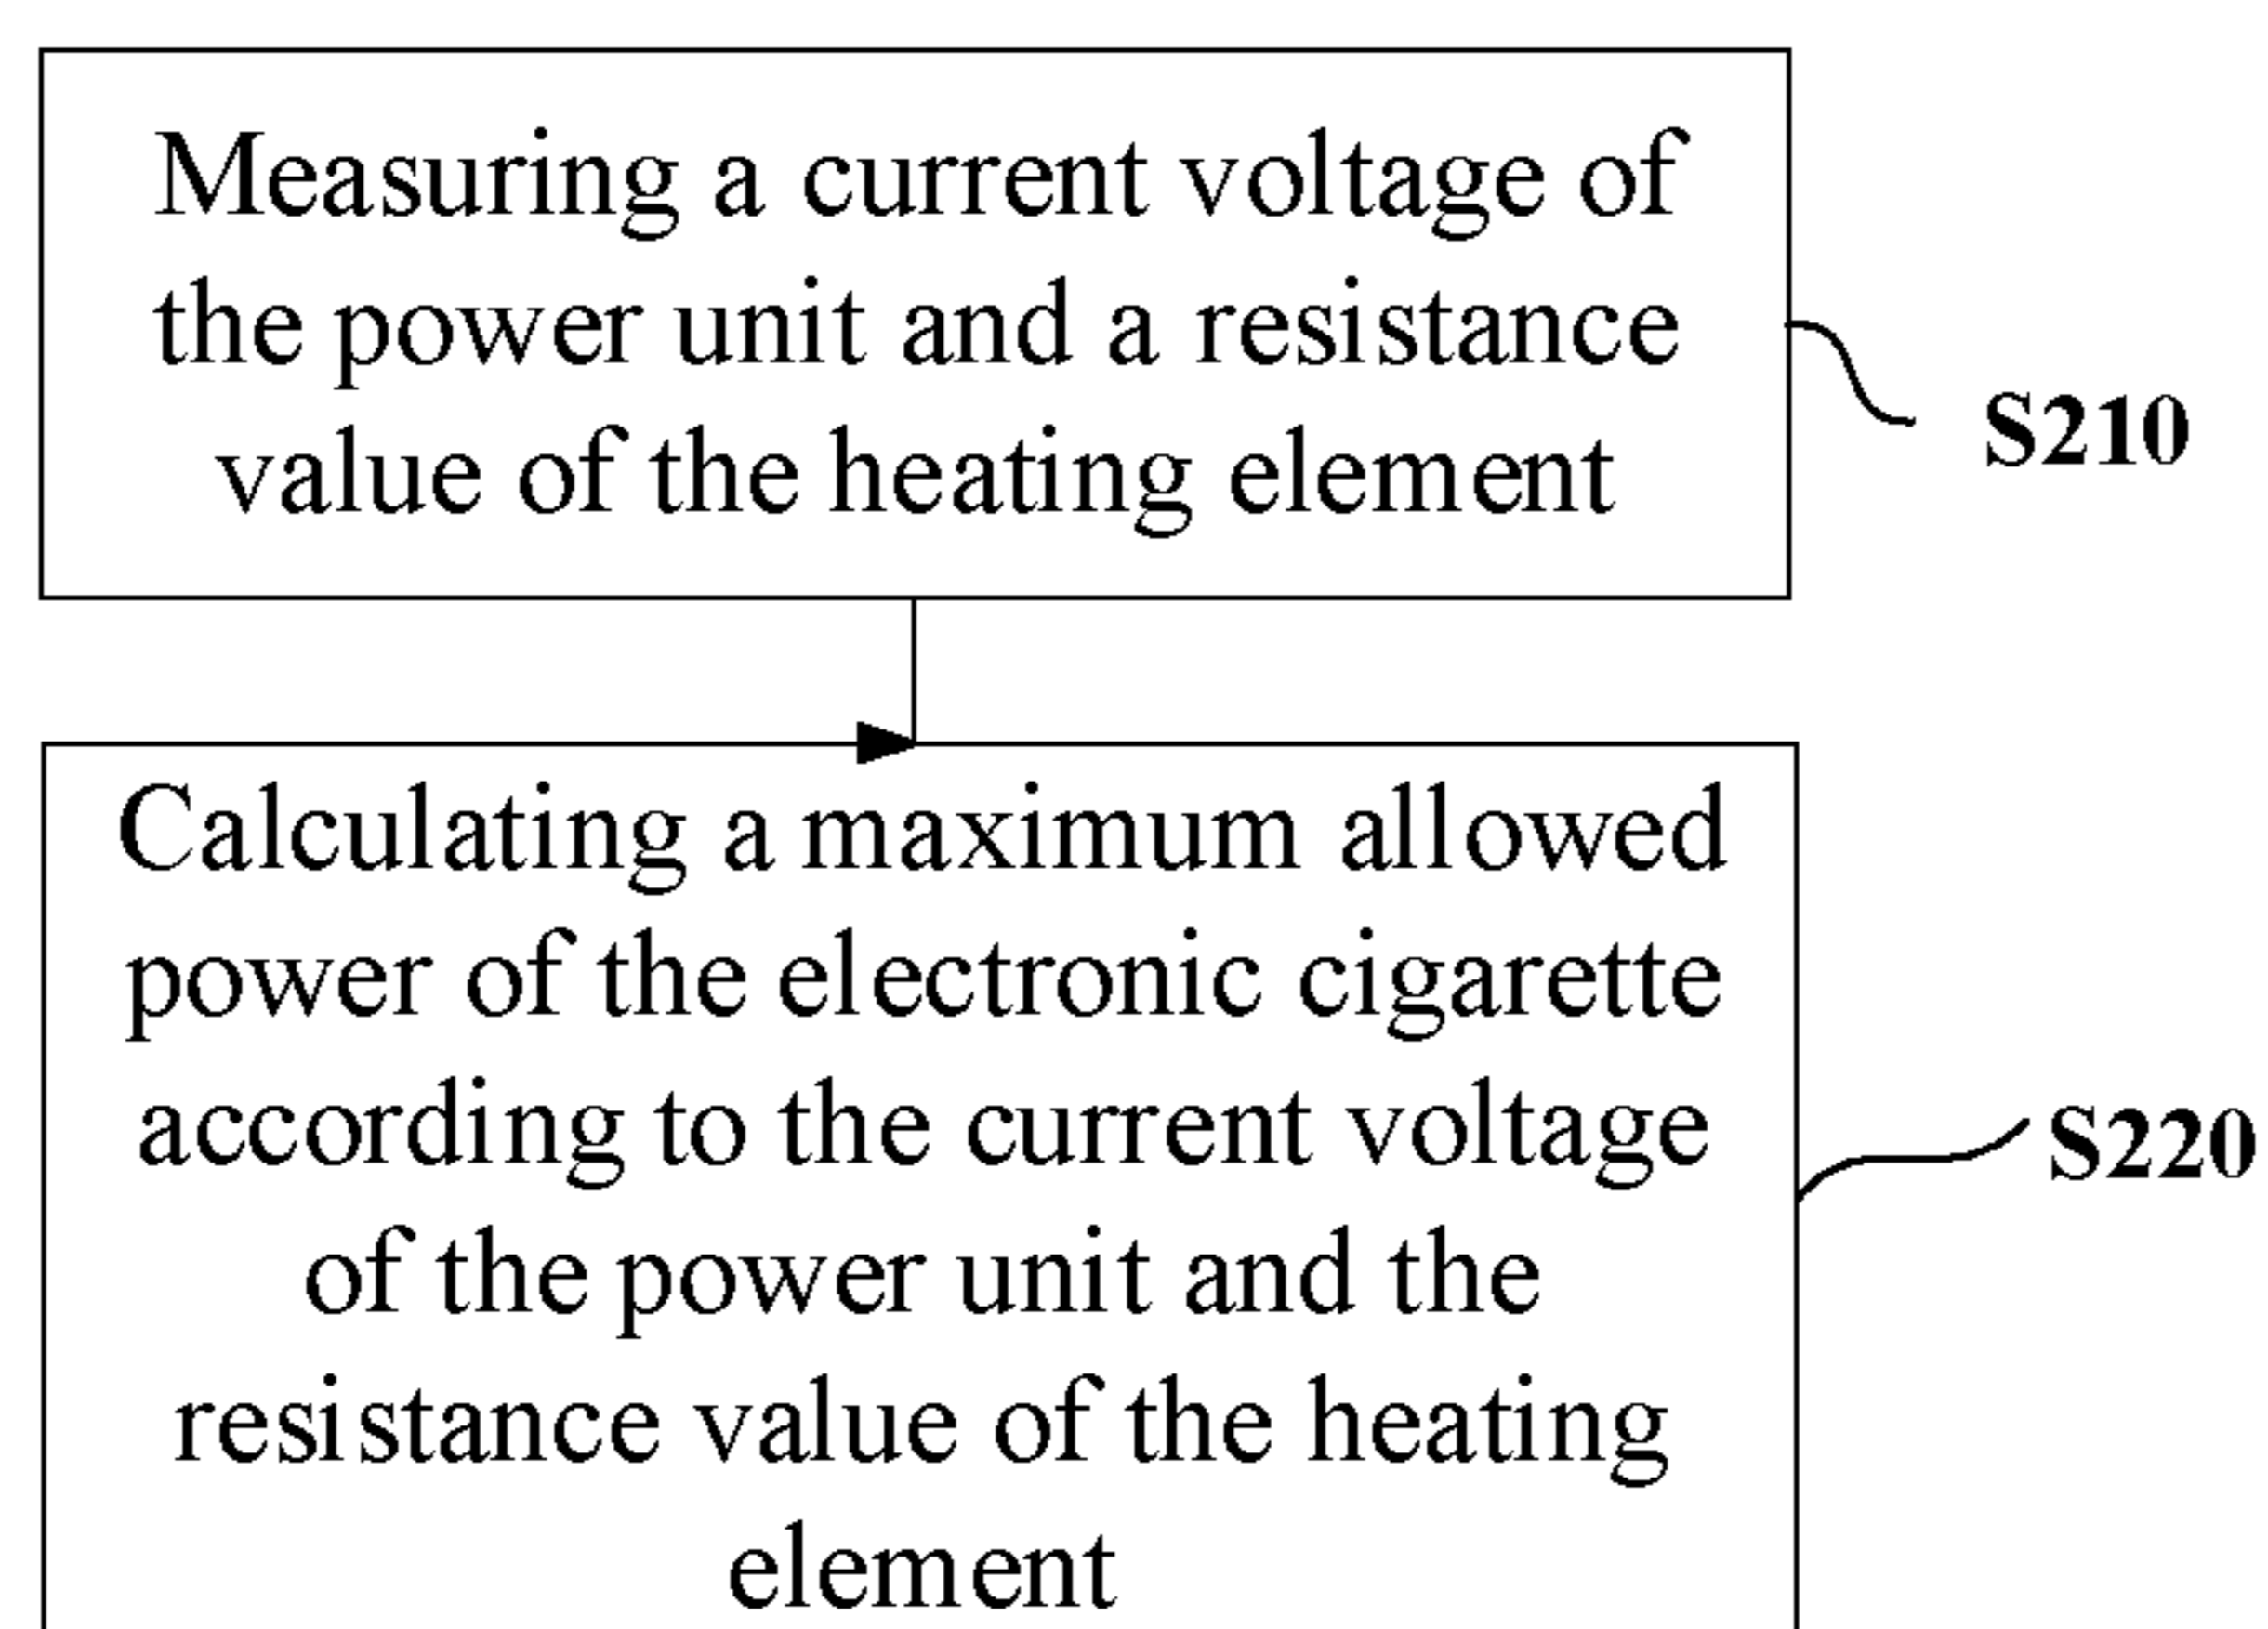 Measuring a current voltage of
the power unit and a resistance
value of the heating element
S210
Calculating a maximum allowed
power of the electronic cigarette
according to the current voltage
of the power unit and the
resistance value of the heating
element
S220